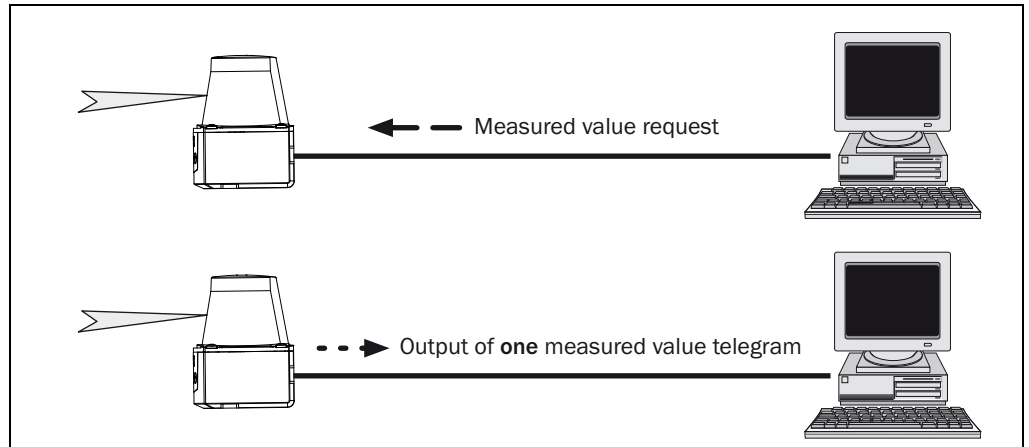 Measured value request
Output of one measured value telegram